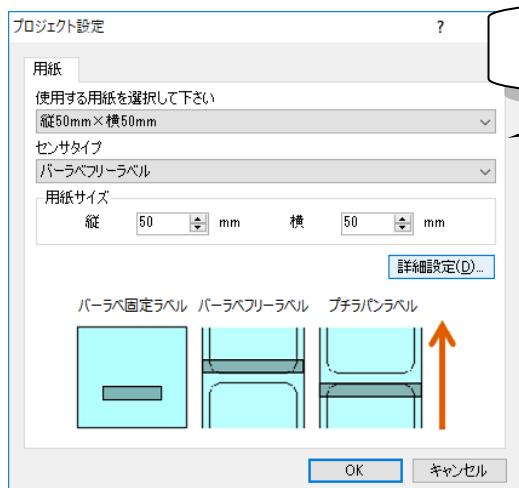 プロジェクト設定 ?
用紙
使用する用紙を選択して下さい
縦50mm×横50mm
センサタイプ
バーラベフリーラベル
用紙サイズ
縦 50 mm 横 50 mm
詳細設定(D)...
バーラベ固定ラベル バーラベフリーラベル プチラパンラベル
OK キャンセル